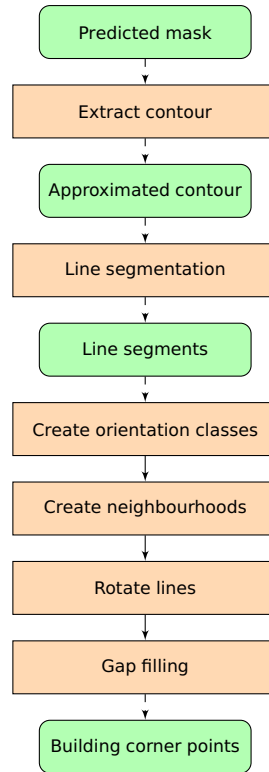 Predicted mask
Extract contour
Approximated contour
Line segmentation
Line segments
Create orientation classes
Create neighbourhoods
Rotate lines
Gap filling
Building corner points